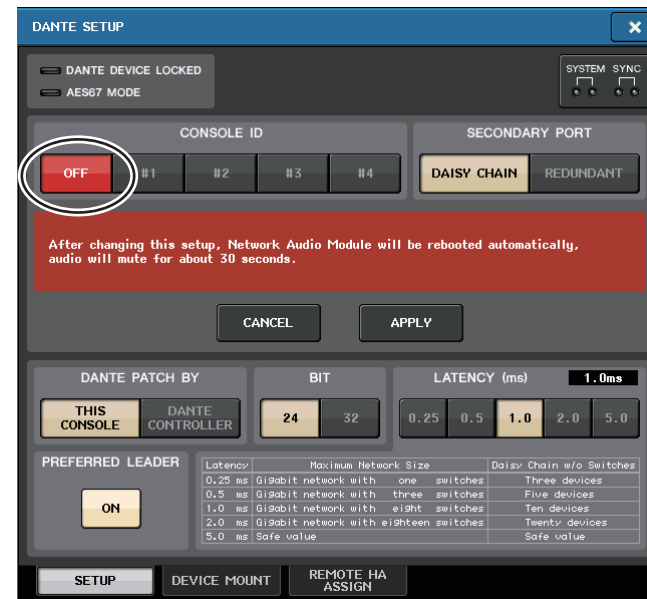 DANTE SETUP
DANTE DEVICE LOCKED
AES67 MODE
SYSTEM SYNC
CONSOLE ID
OFF #1 #2 #3 #4
SECONDARY PORT
DAISY CHAIN REDUNDANT
After changing this setup, Network Audio Module will be rebooted automatically,
audio will mute for about 30 seconds.
CANCEL APPLY
DANTE PATCH BY
THIS CONSOLE DANTE CONTROLLER
BIT
24 32
LATENCY (ms) 1.0ms
0.25 0.5 1.0 2.0 5.0
PREFERRED LEADER
ON
Latency Maximum Network Size Daisy Chain w/o Switches
0.25 ms Gigabit network with one switches Three devices
0.5 ms Gigabit network with three switches Five devices
1.0 ms Gigabit network with eight switches Ten devices
2.0 ms Gigabit network with eighteen switches Twenty devices
5.0 ms Safe value Safe value
SETUP DEVICE MOUNT REMOTE HA ASSIGN